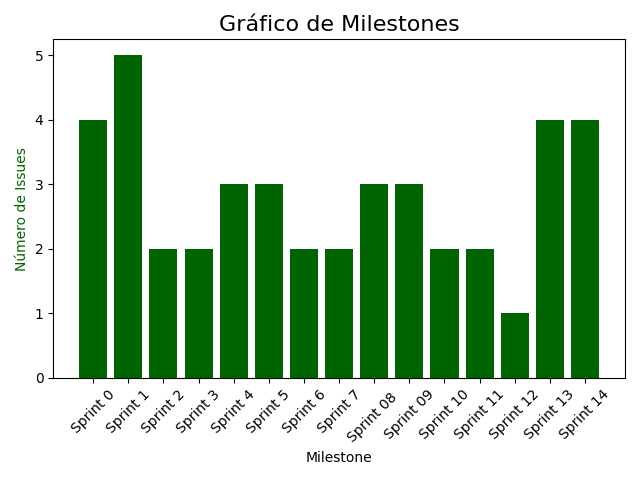 Gráfico de Milestones
Número de Issues
5
4
3
2
1
0
Sprint 0
Sprint 1
Sprint 2
Sprint 3
Sprint 4
Sprint 5
Sprint 6
Sprint 7
Sprint 08
Sprint 09
Sprint 10
Sprint 11
Sprint 12
Sprint 13
Sprint 14
Milestone